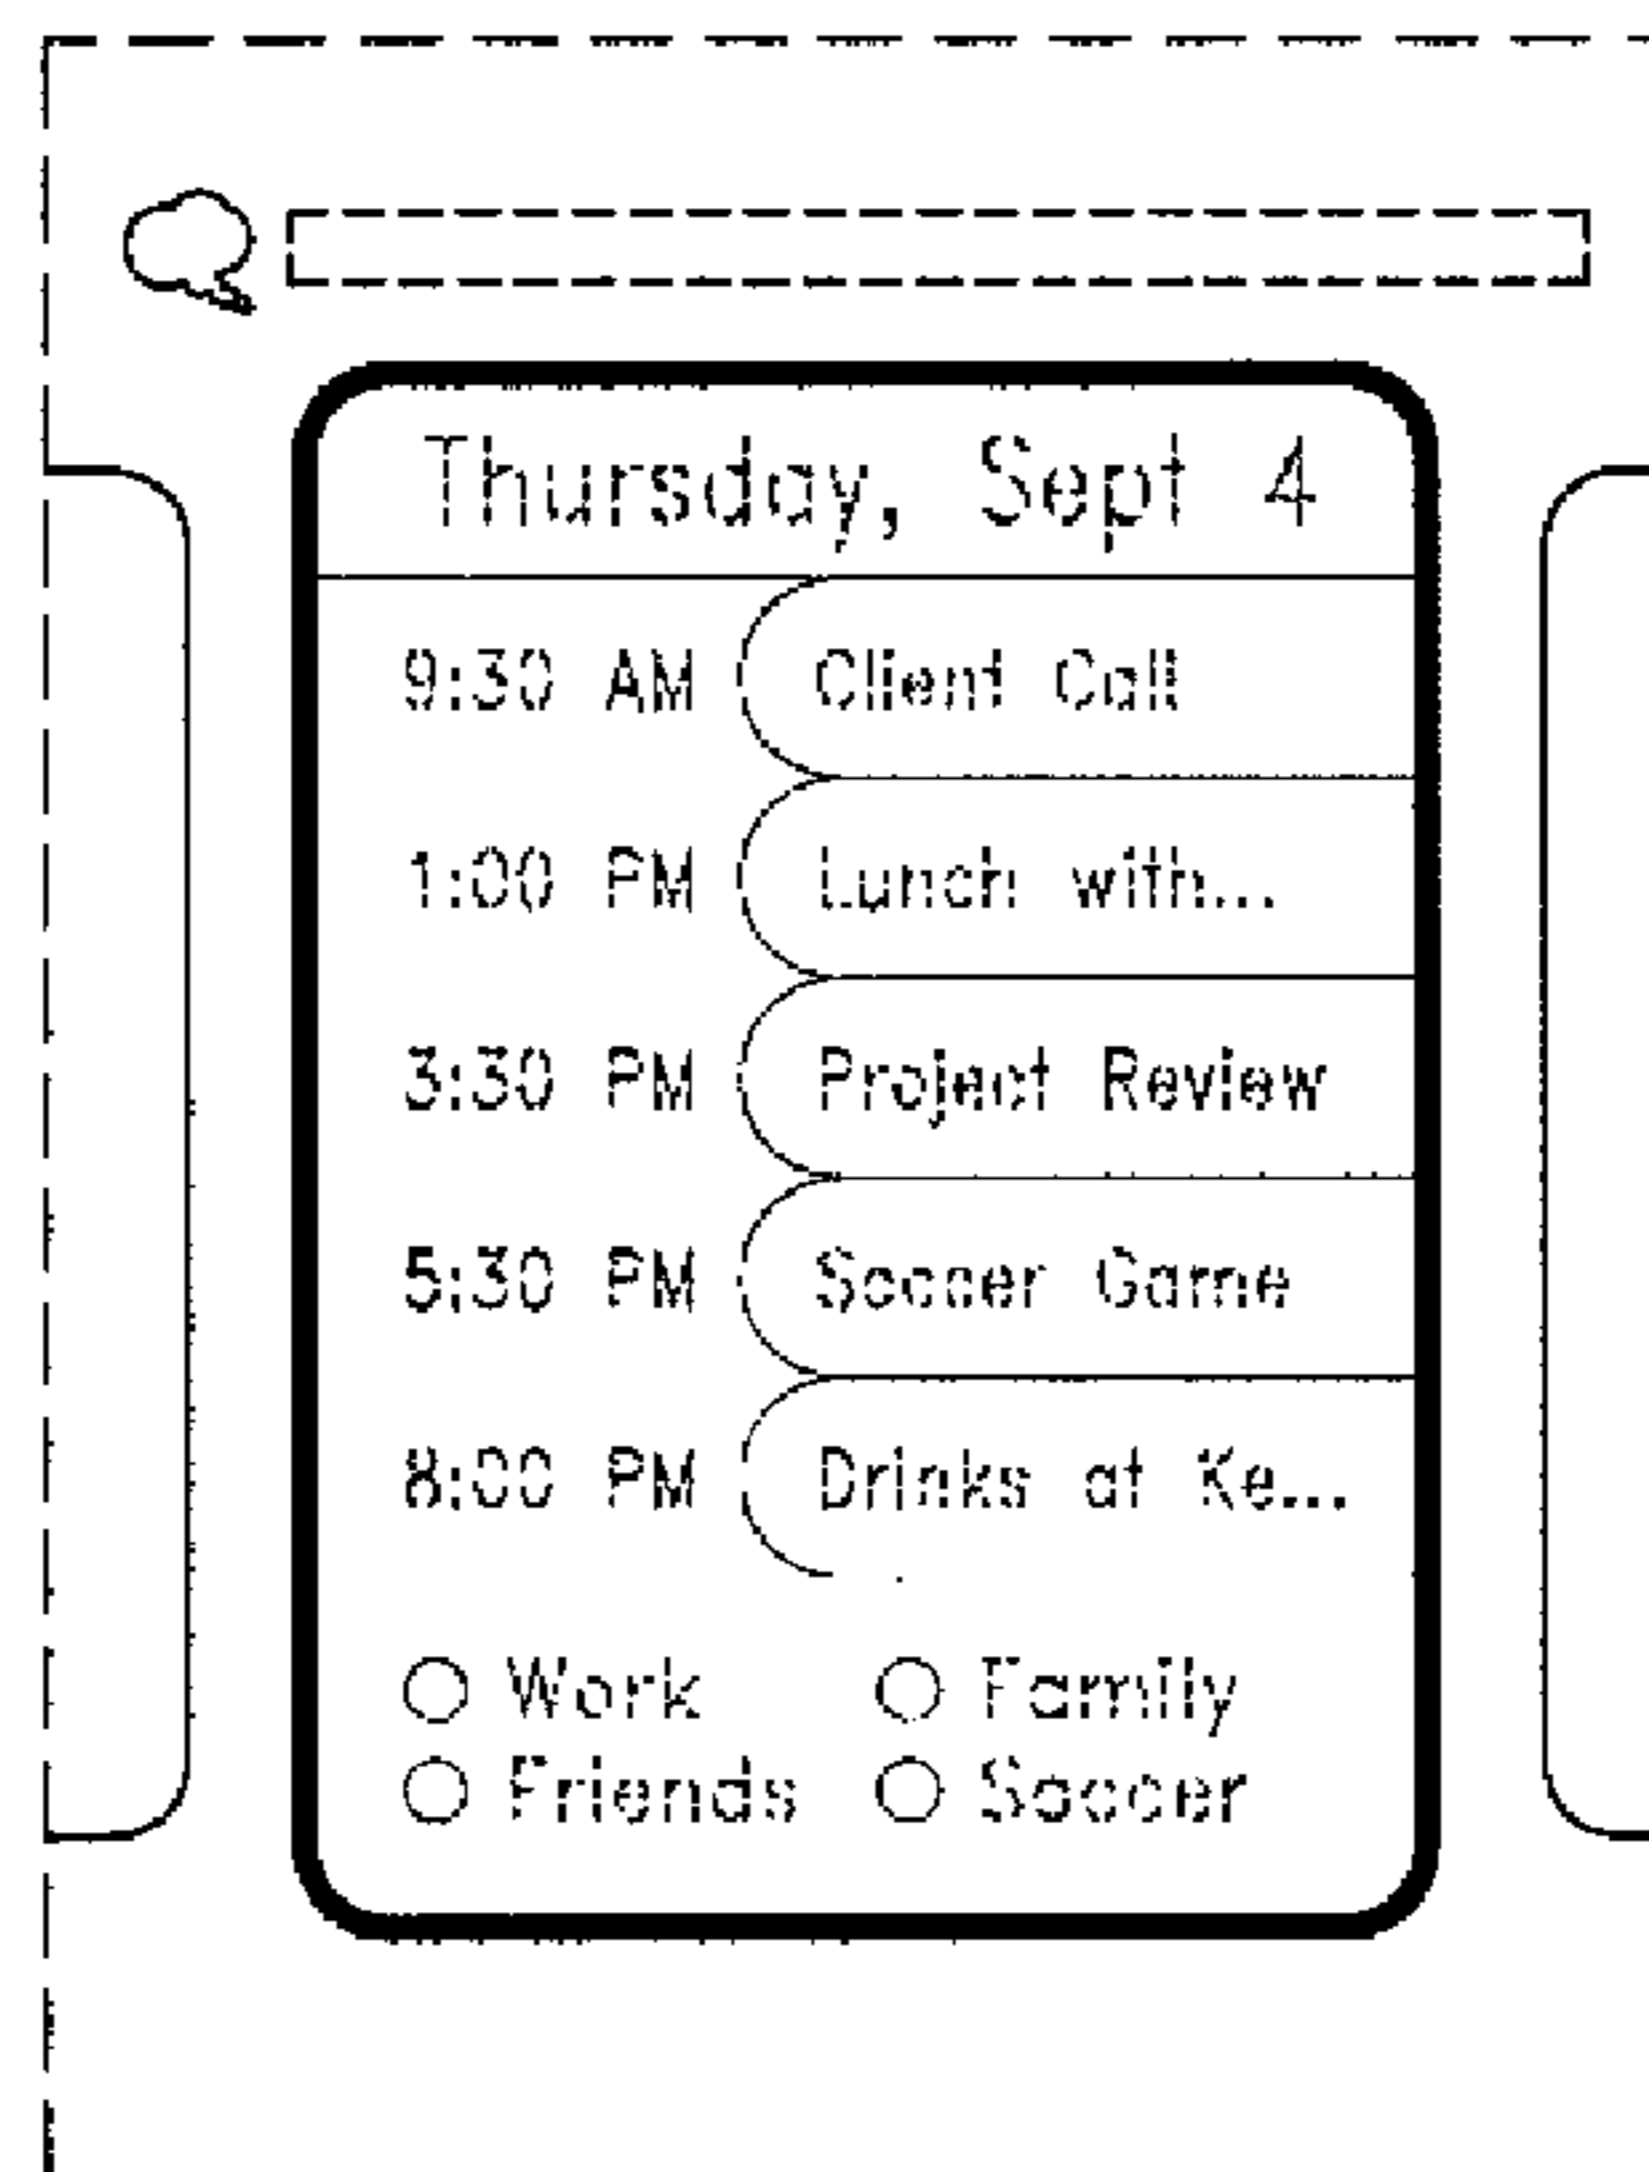 Thursday, Sept 4
9:30 AM Client Call
1:00 PM Lunch with...
3:30 PM Project Review
5:30 PM Soccer Game
8:00 PM Drinks at Ke...
Work Family
Friends Soccer